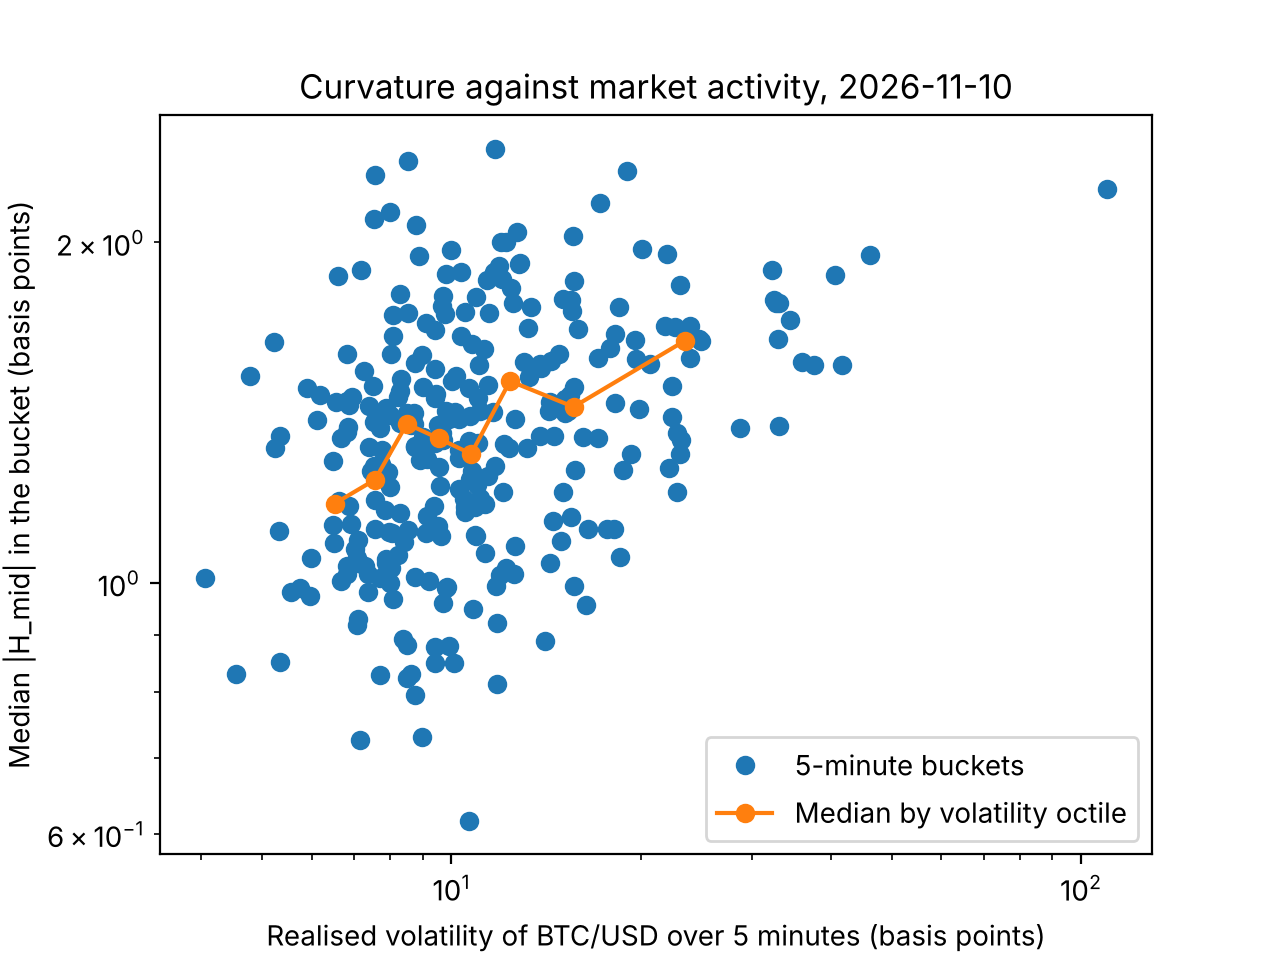 Curvature against market activity, 2026-11-10
Median |H_mid| in the bucket (basis points)
2 × 10⁰
10⁰
6 × 10⁻¹
5-minute buckets
Median by volatility octile
10¹
10²
Realised volatility of BTC/USD over 5 minutes (basis points)